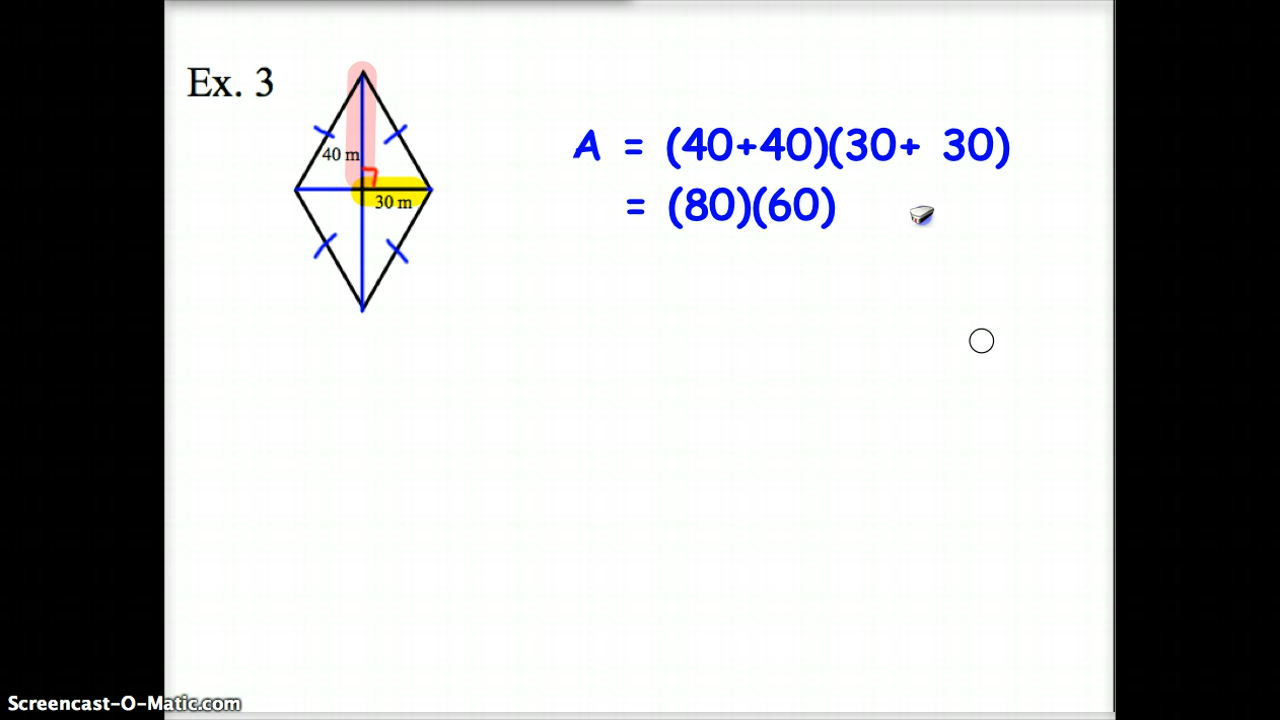 Ex. 3
40 m
30 m
A = (40+40)(30+ 30)
= (80)(60)
Screencast-O-Matic.com